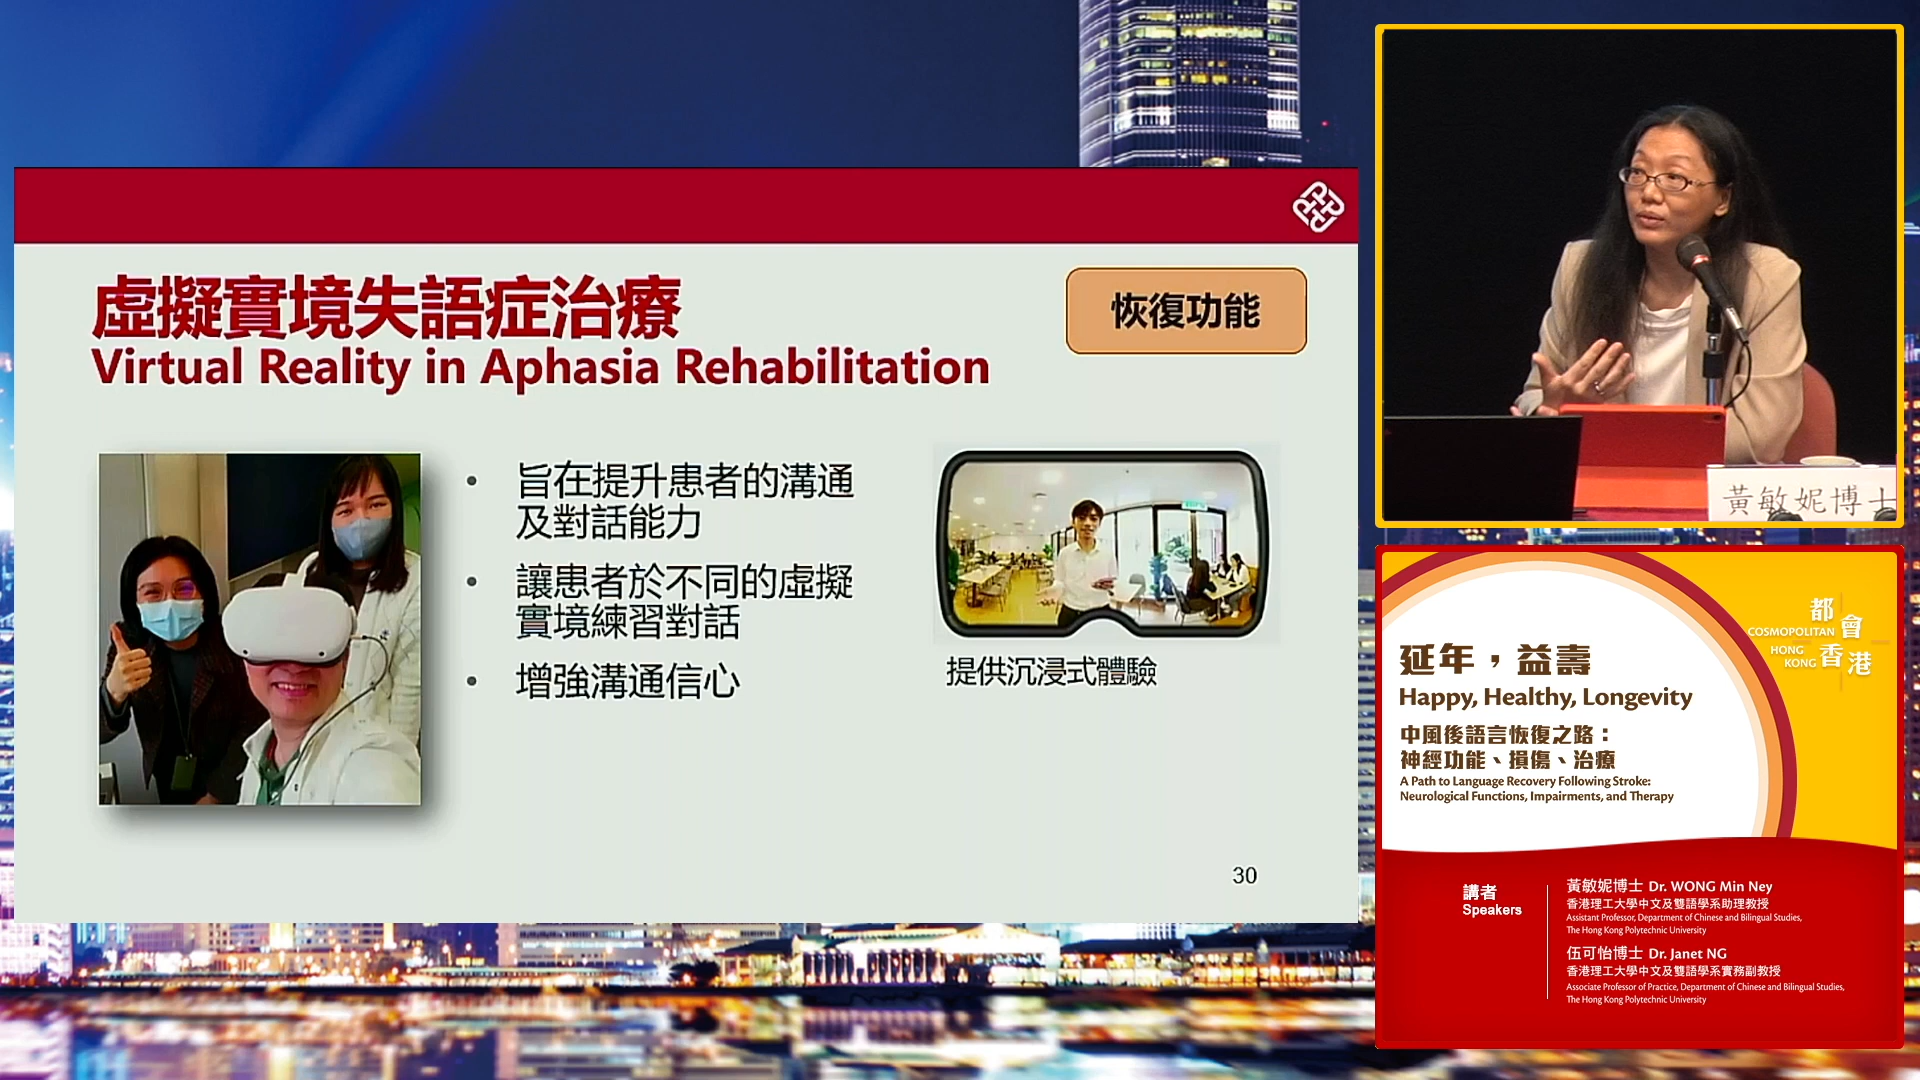 虛擬實境失語症治療
Virtual Reality in Aphasia Rehabilitation
恢復功能
• 旨在提升患者的溝通
及對話能力
• 讓患者於不同的虛擬
實境練習對話
• 增強溝通信心
提供沉浸式體驗
30
黃敏妮博士
都會
COSMOPOLITAN
HONG
KONG
香港
延年，益壽
Happy, Healthy, Longevity
中風後語言恢復之路：
神經功能、損傷、治療
A Path to Language Recovery Following Stroke:
Neurological Functions, Impairments, and Therapy
講者
Speakers
黃敏妮博士 Dr. WONG Min Ney
香港理工大學中文及雙語學系助理教授
Assistant Professor, Department of Chinese and Bilingual Studies,
The Hong Kong Polytechnic University
伍可怡博士 Dr. Janet NG
香港理工大學中文及雙語學系實務副教授
Associate Professor of Practice, Department of Chinese and Bilingual Studies,
The Hong Kong Polytechnic University